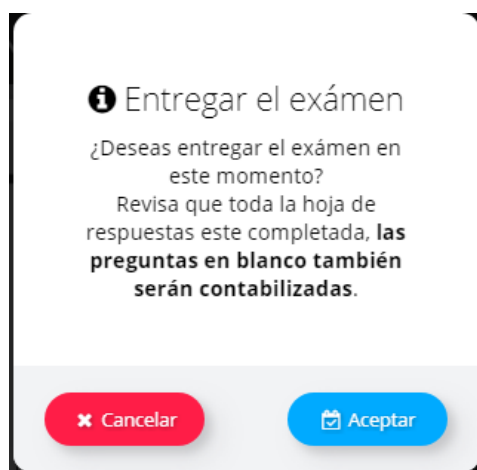 Entregar el exámen
¿Deseas entregar el exámen en
este momento?
Revisa que toda la hoja de
respuestas este completada, las
preguntas en blanco también
serán contabilizadas.
Cancelar
Aceptar